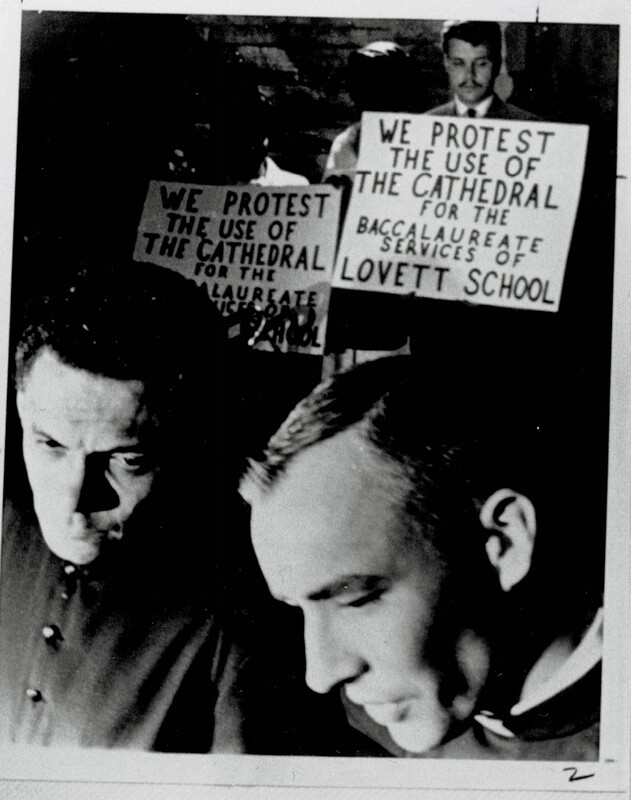 WE PROTEST
THE USE OF
THE CATHEDRAL
FOR THE
BACCALAUREATE
SERVICES OF
LOVETT SCHOOL
WE PROTEST
THE USE OF
THE CATHEDRAL
FOR THE
ALAUREATE
2